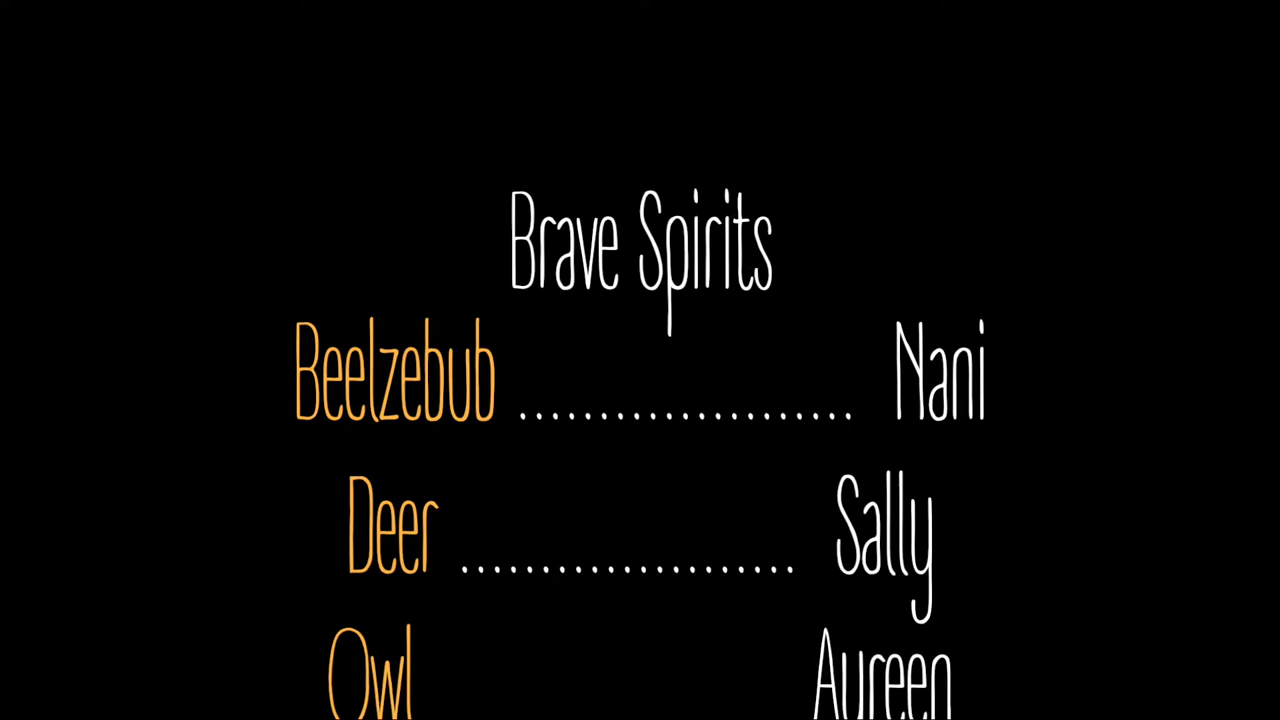 Brave Spirits
Beelzebub ..................... Nani
Deer ..................... Sally
Owl Aureen